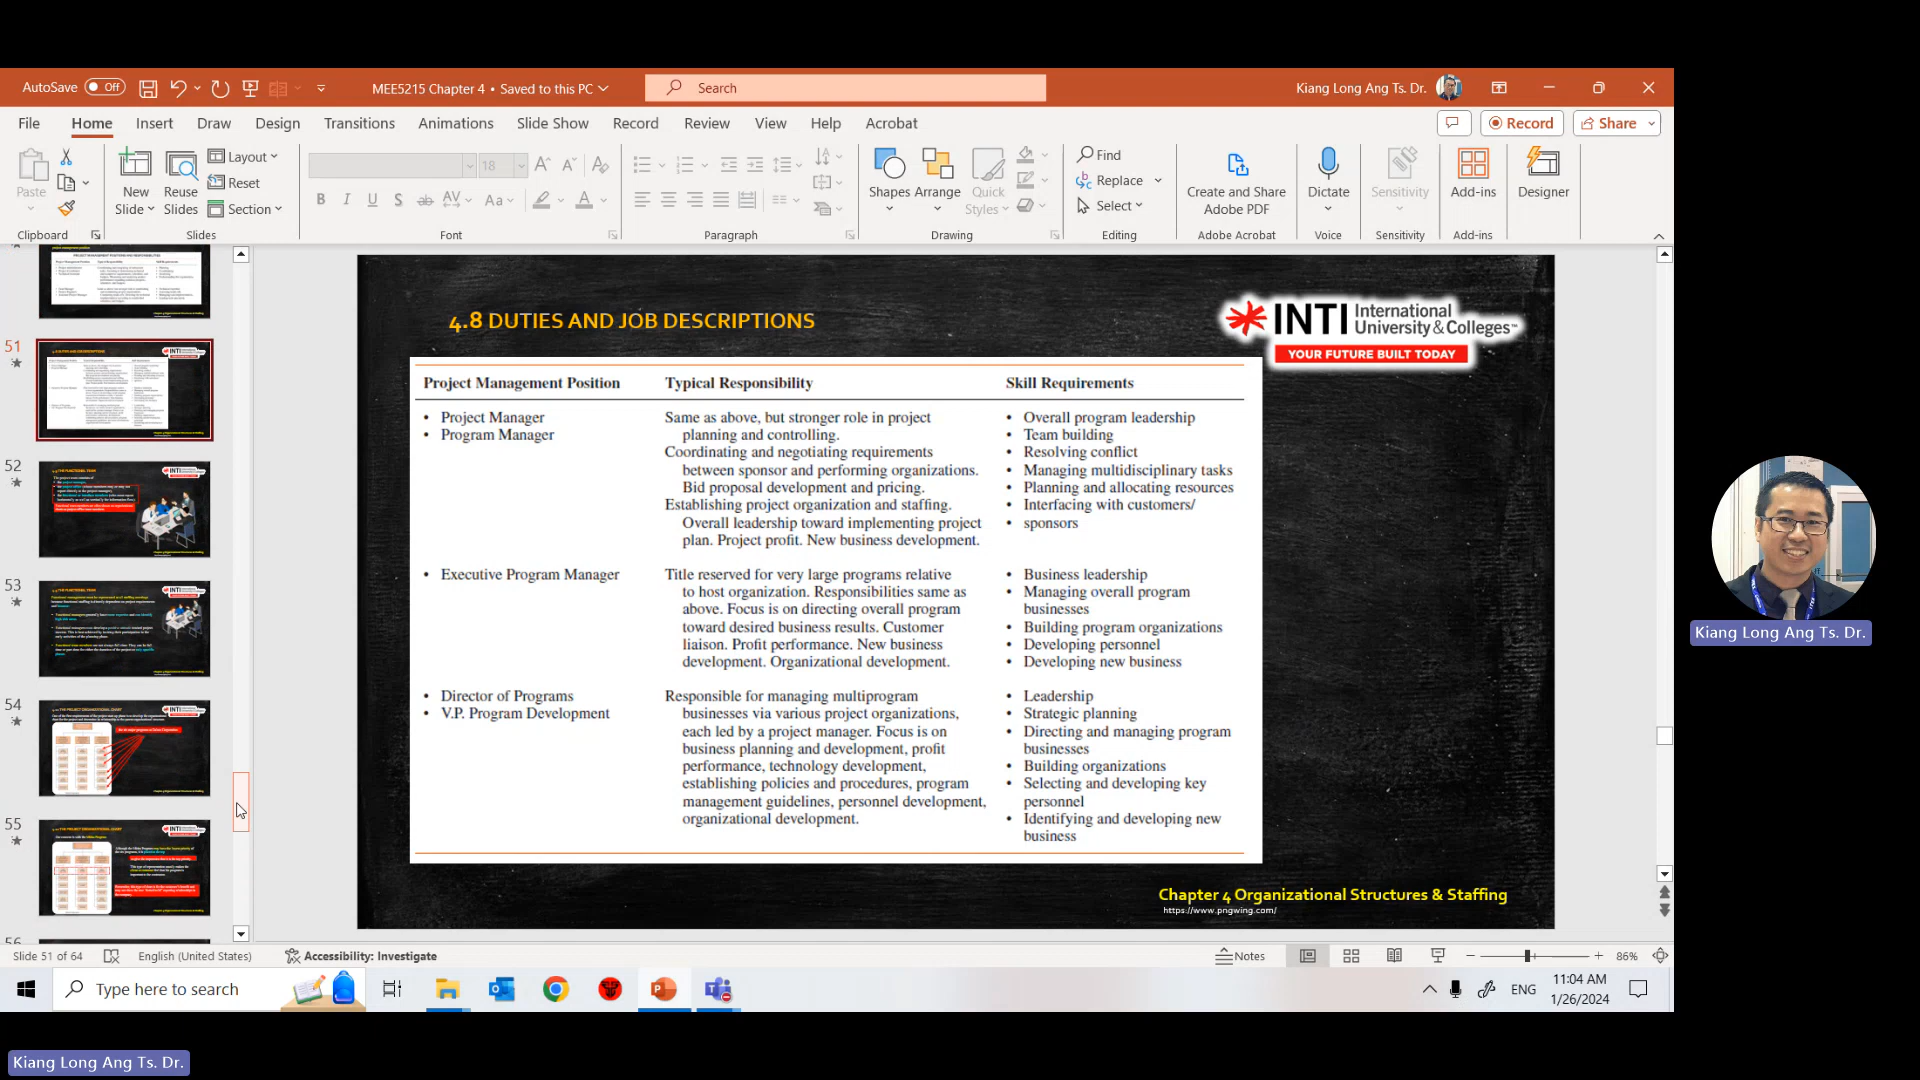 AutoSave Off
MEE5215 Chapter 4 • Saved to this PC
Search
Kiang Long Ang Ts. Dr.
File Home Insert Draw Design Transitions Animations Slide Show Record Review View Help Acrobat
Record Share
Paste
New Slide
Reuse Slides
Layout
Reset
Section
18
Shapes Arrange Quick Styles
Find
Replace
Select
Create and Share Adobe PDF
Dictate
Sensitivity
Add-ins
Designer
Clipboard Slides Font Paragraph Drawing Editing Adobe Acrobat Voice Sensitivity Add-ins
51
52
53
54
55
4.8 DUTIES AND JOB DESCRIPTIONS
INTI International
University & Colleges™
YOUR FUTURE BUILT TODAY
Project Management Position Typical Responsibility Skill Requirements
• Project Manager
• Program Manager
Same as above, but stronger role in project
planning and controlling.
Coordinating and negotiating requirements
between sponsor and performing organizations.
Bid proposal development and pricing.
Establishing project organization and staffing.
Overall leadership toward implementing project
plan. Project profit. New business development.
• Overall program leadership
• Team building
• Resolving conflict
• Managing multidisciplinary tasks
• Planning and allocating resources
• Interfacing with customers/
• sponsors
• Executive Program Manager
Title reserved for very large programs relative
to host organization. Responsibilities same as
above. Focus is on directing overall program
toward desired business results. Customer
liaison. Profit performance. New business
development. Organizational development.
• Business leadership
• Managing overall program
businesses
• Building program organizations
• Developing personnel
• Developing new business
• Director of Programs
• V.P. Program Development
Responsible for managing multiprogram
businesses via various project organizations,
each led by a project manager. Focus is on
business planning and development, profit
performance, technology development,
establishing policies and procedures, program
management guidelines, personnel development,
organizational development.
• Leadership
• Strategic planning
• Directing and managing program
businesses
• Building organizations
• Selecting and developing key
personnel
• Identifying and developing new
business
Chapter 4 Organizational Structures & Staffing
https://www.pngwing.com/
Kiang Long Ang Ts. Dr.
Slide 51 of 64 English (United States) Accessibility: Investigate Notes 86%
Type here to search
ENG
11:04 AM
1/26/2024
Kiang Long Ang Ts. Dr.